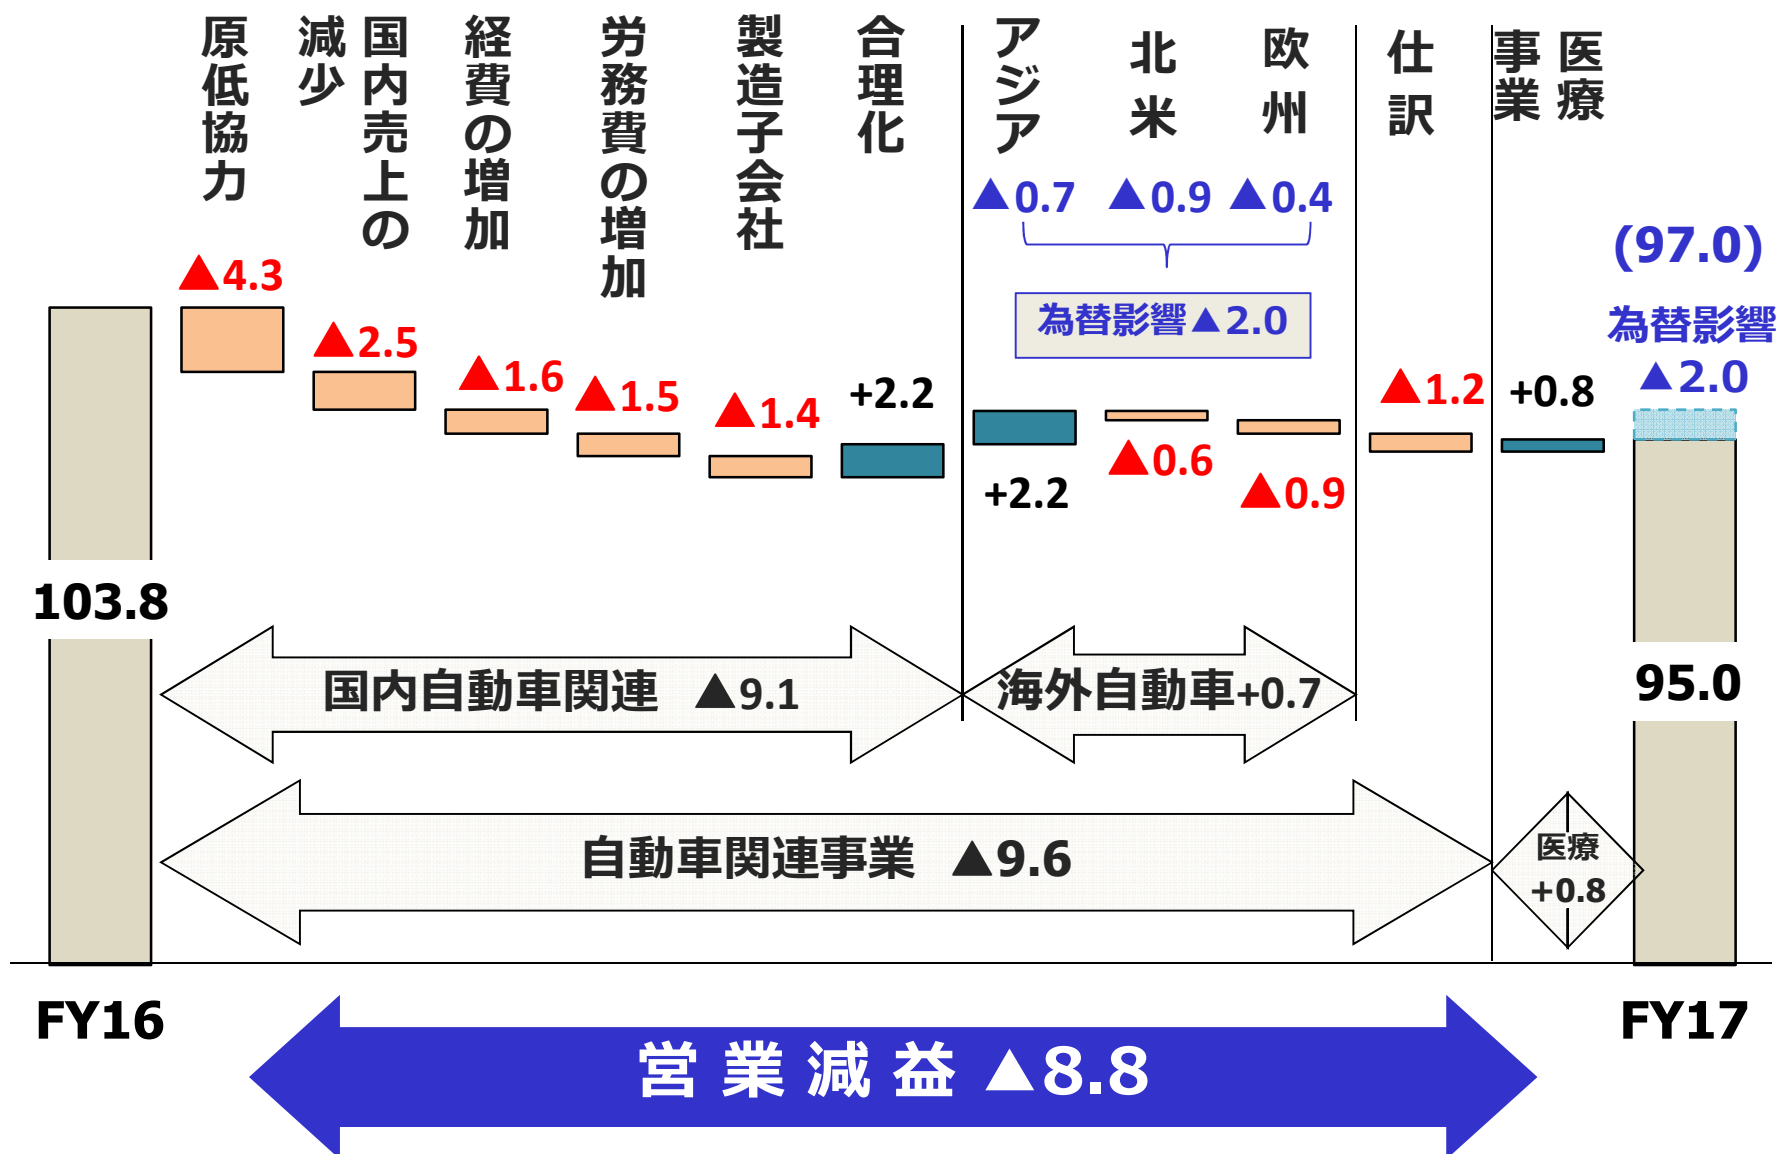 原低協力
国内売上の
減少
経費の増加
労務費の増加
製造子会社
合理化
アジア
北米
欧州
仕訳
医療
事業
▲4.3
▲2.5
▲1.6
▲1.5
▲1.4
+2.2
▲0.7
▲0.9
▲0.4
為替影響▲2.0
+2.2
▲0.6
▲0.9
▲1.2
+0.8
(97.0)
為替影響
▲2.0
103.8
95.0
国内自動車関連 ▲9.1
海外自動車+0.7
自動車関連事業 ▲9.6
医療
+0.8
FY16
FY17
営業減益 ▲8.8